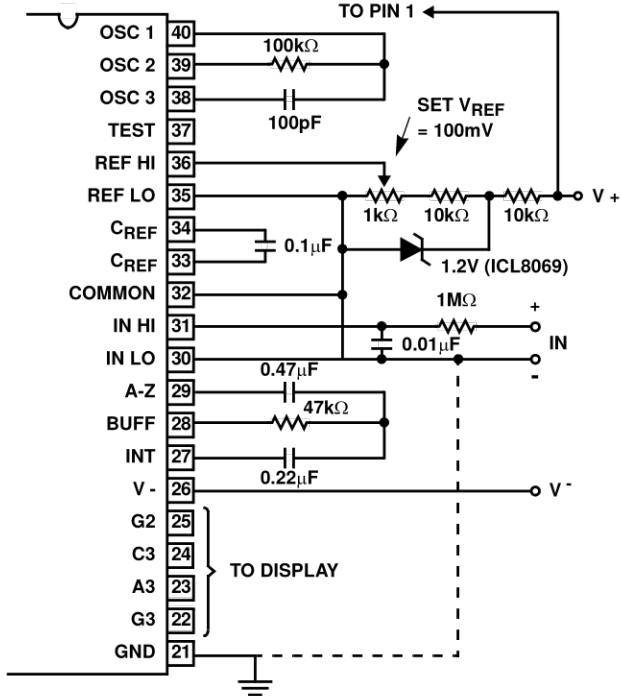 TO PIN 1
OSC 1 40
100kΩ
OSC 2 39
OSC 3 38
100pF
SET VREF
= 100mV
TEST 37
REF HI 36
REF LO 35
V +
1kΩ 10kΩ 10kΩ
CREF 34
0.1µF
CREF 33
1.2V (ICL8069)
COMMON 32
1MΩ
+
IN HI 31
0.01µF
IN
IN LO 30
-
0.47µF
A-Z 29
47kΩ
BUFF 28
INT 27
0.22µF
V - 26
V -
G2 25
C3 24
TO DISPLAY
A3 23
G3 22
GND 21